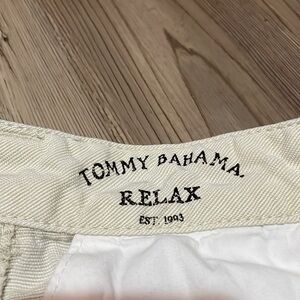 TOMMY BAHAMA.
RELAX
EST. 1993